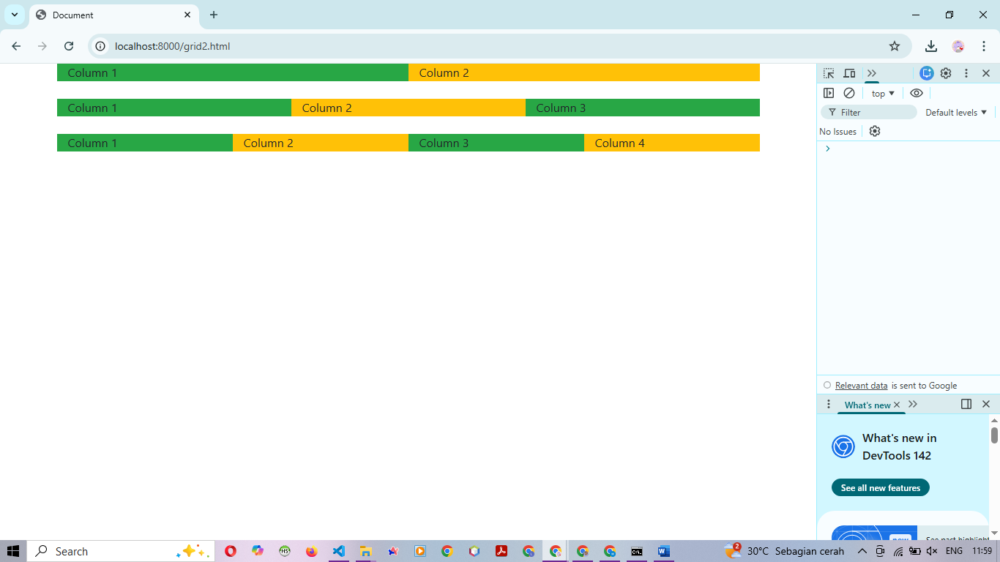 Document
localhost:8000/grid2.html
Column 1 Column 2
Column 1 Column 2 Column 3
Column 1 Column 2 Column 3 Column 4
top
Filter Default levels
No Issues
Relevant data is sent to Google
What's new
What's new in
DevTools 142
See all new features
new
See past highlight
Search
HS
2
30°C Sebagian cerah
ENG
11:59